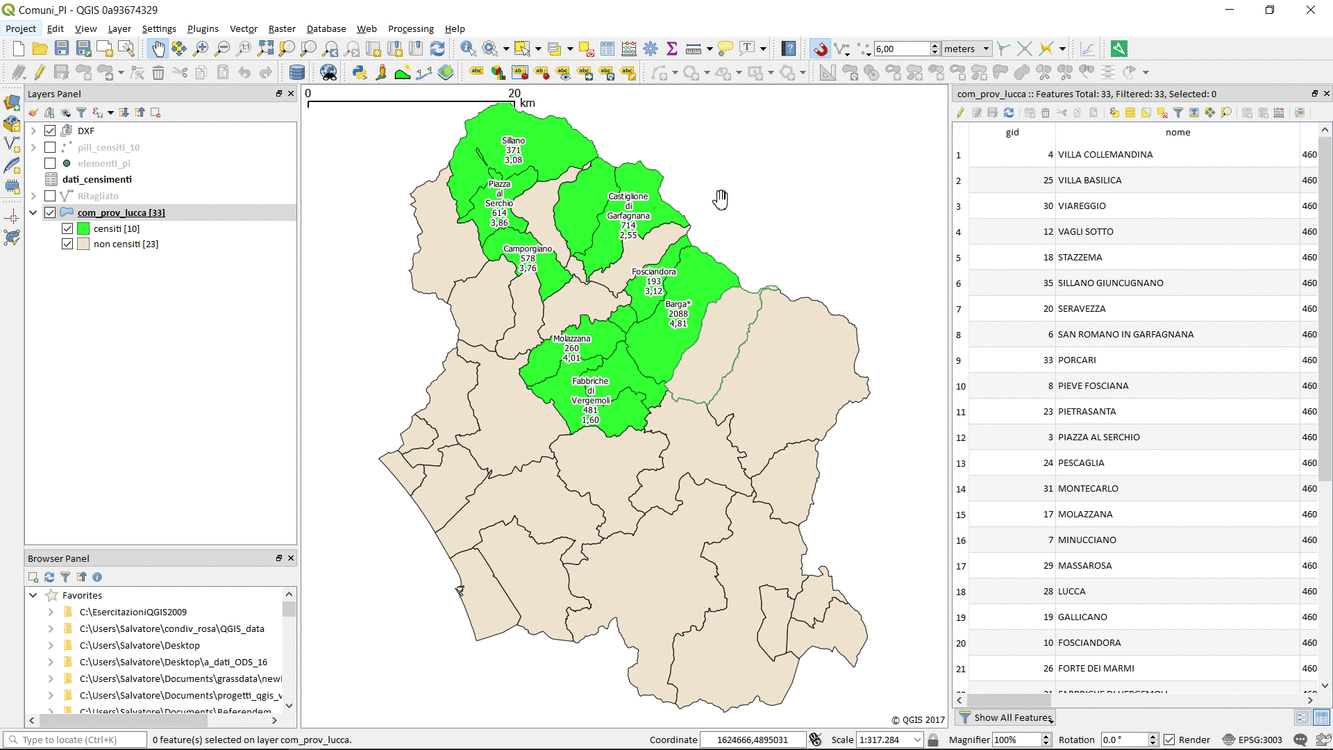 Comuni_PI - QGIS 0a93674329
Project Edit View Layer Settings Plugins Vector Raster Database Web Processing Help
6,00 meters
Layers Panel
DXF
pill_censiti_10
elementi_pi
dati_censimenti
Ritagliato
com_prov_lucca [33]
censiti [10]
non censiti [23]
Browser Panel
Favorites
C:\EsercitazioniQGIS2009
C:\Users\Salvatore\condiv_rosa\QGIS_data
C:\Users\Salvatore\Desktop
C:\Users\Salvatore\Desktop\a_dati_ODS_16
C:\Users\Salvatore\Documents\grassdata\newl
C:\Users\Salvatore\Documents\progetti_qgis_v
C:\Users\Salvatore\Documents\Referendem
0 20
km
Sillano
371
3,08
Piazza
al
Serchio
614
3,86
Castiglione
di
Garfagnana
714
2,55
Camporgiano
578
3,76
Fosciandora
193
3,12
Barga*
2088
4,81
Molazzana
260
4,01
Fabbriche
di
Vergemoli
481
1,60
© QGIS 2017
com_prov_lucca :: Features Total: 33, Filtered: 33, Selected: 0
gid nome
1 4 VILLA COLLEMANDINA 460
2 25 VILLA BASILICA 460
3 30 VIAREGGIO 460
4 12 VAGLI SOTTO 460
5 18 STAZZEMA 460
6 35 SILLANO GIUNCUGNANO 460
7 20 SERAVEZZA 460
8 6 SAN ROMANO IN GARFAGNANA 460
9 33 PORCARI 460
10 8 PIEVE FOSCIANA 460
11 23 PIETRASANTA 460
12 3 PIAZZA AL SERCHIO 460
13 24 PESCAGLIA 460
14 31 MONTECARLO 460
15 17 MOLAZZANA 460
16 7 MINUCCIANO 460
17 29 MASSAROSA 460
18 28 LUCCA 460
19 19 GALLICANO 460
20 10 FOSCIANDORA 460
21 26 FORTE DEI MARMI 460
FABBRICHE DI VERGEMOLI
Show All Features
Type to locate (Ctrl+K) 0 feature(s) selected on layer com_prov_lucca. Coordinate 1624666,4895031 Scale 1:317.284 Magnifier 100% Rotation 0.0 ° Render EPSG:3003